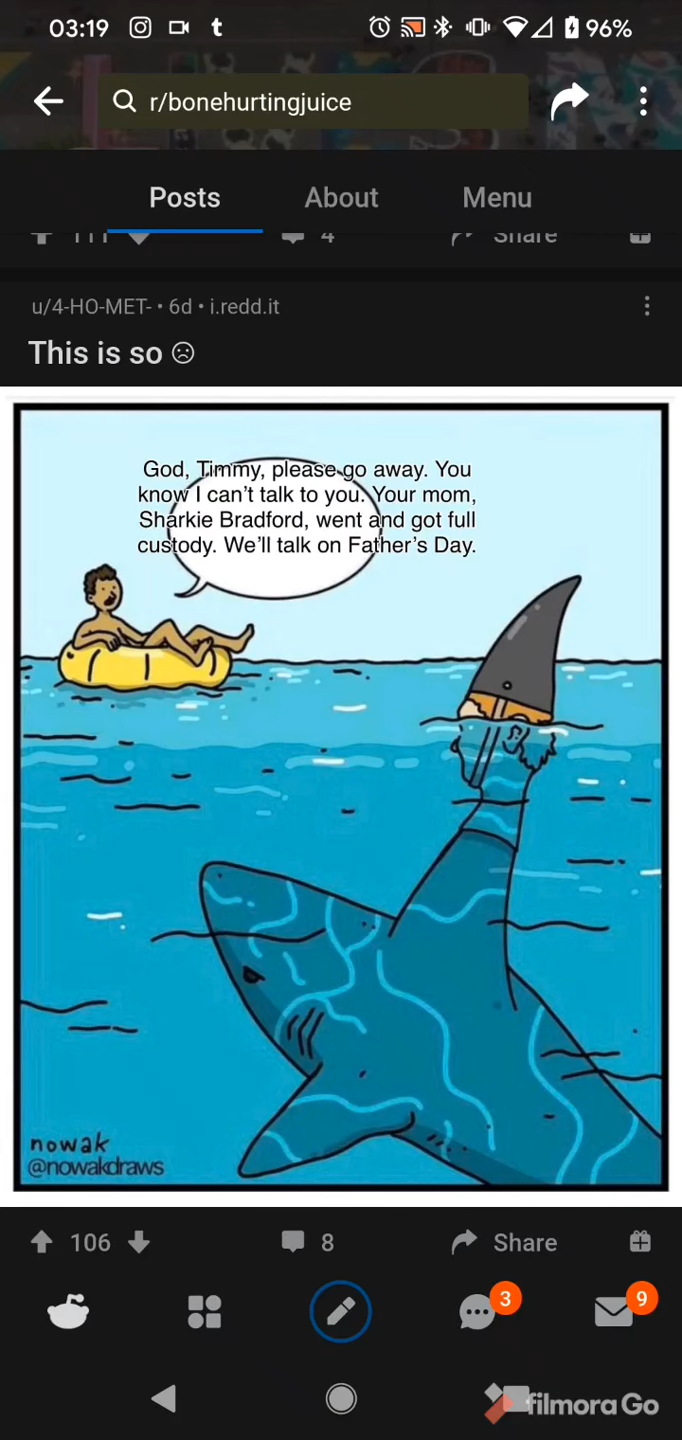 03:19
t
96%
r/bonehurtingjuice
Posts
About
Menu
111
4
Share
u/4-HO-MET- • 6d • i.redd.it
This is so ☹
God, Timmy, please go away. You
know I can't talk to you. Your mom,
Sharkie Bradford, went and got full
custody. We'll talk on Father's Day.
nowak
@nowakdraws
106
8
Share
3
9
filmora Go